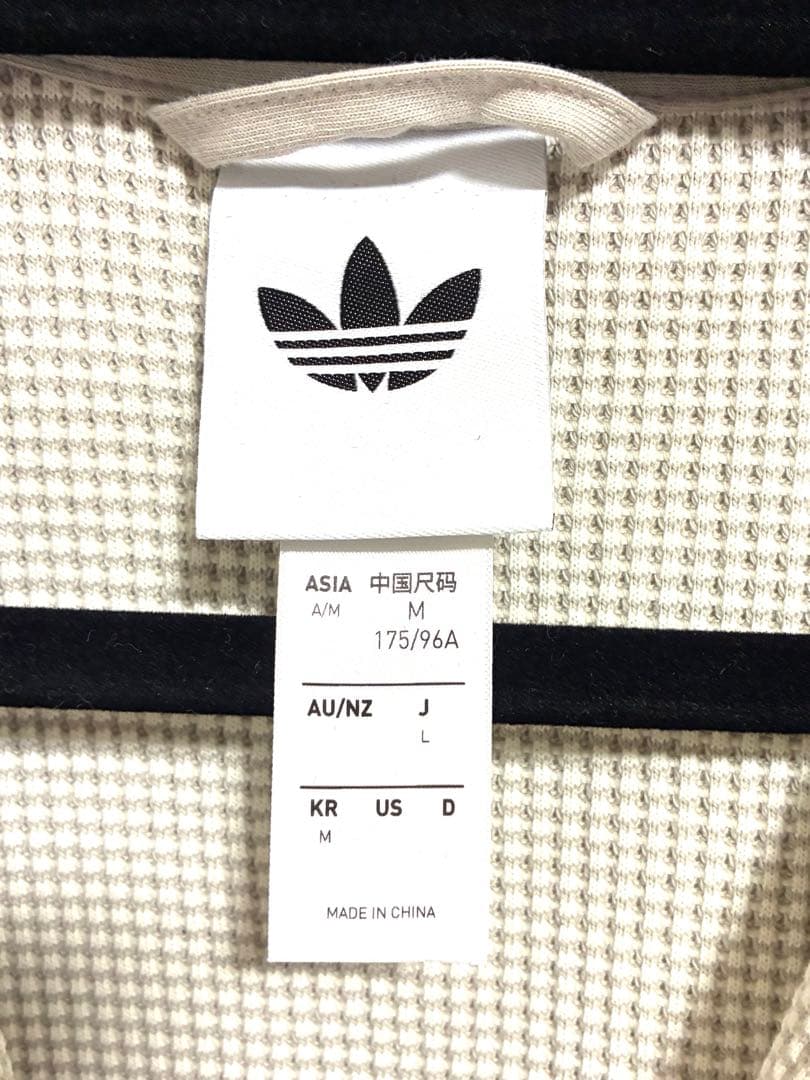 ASIA 中国尺码
A/M M
175/96A
AU/NZ J
L
KR US D
M
MADE IN CHINA